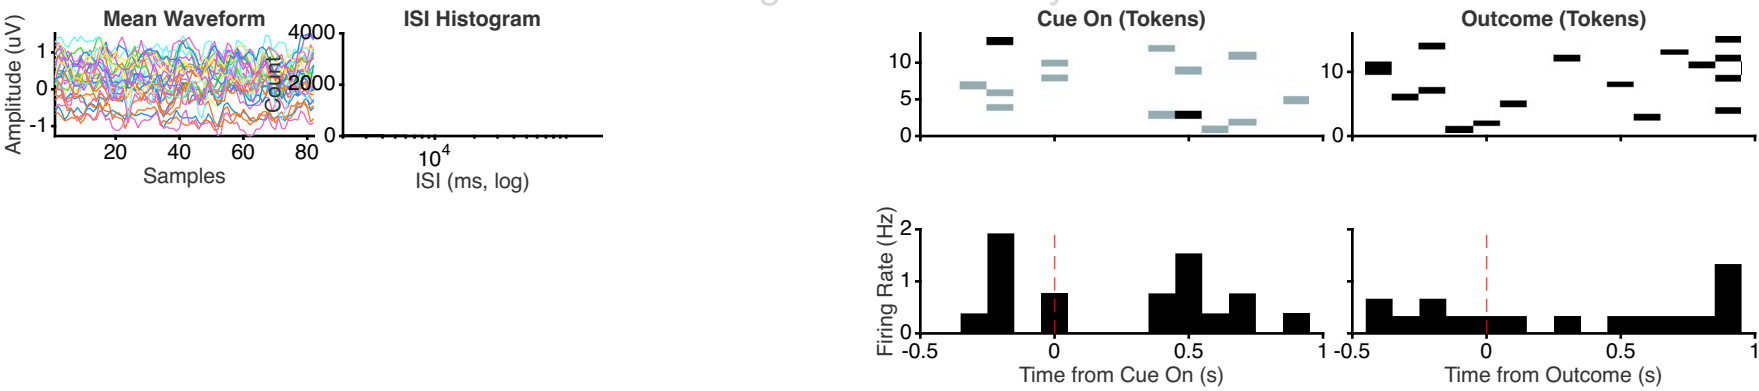 Mean Waveform
Amplitude (uV)
1
0
-1
20
40
60
80
Samples
ISI Histogram
Count
4000
2000
0
10^4
ISI (ms, log)
Cue On (Tokens)
10
5
0
Outcome (Tokens)
10
0
Firing Rate (Hz)
2
1
0
-0.5
0
0.5
1
Time from Cue On (s)
-0.5
0
0.5
1
Time from Outcome (s)